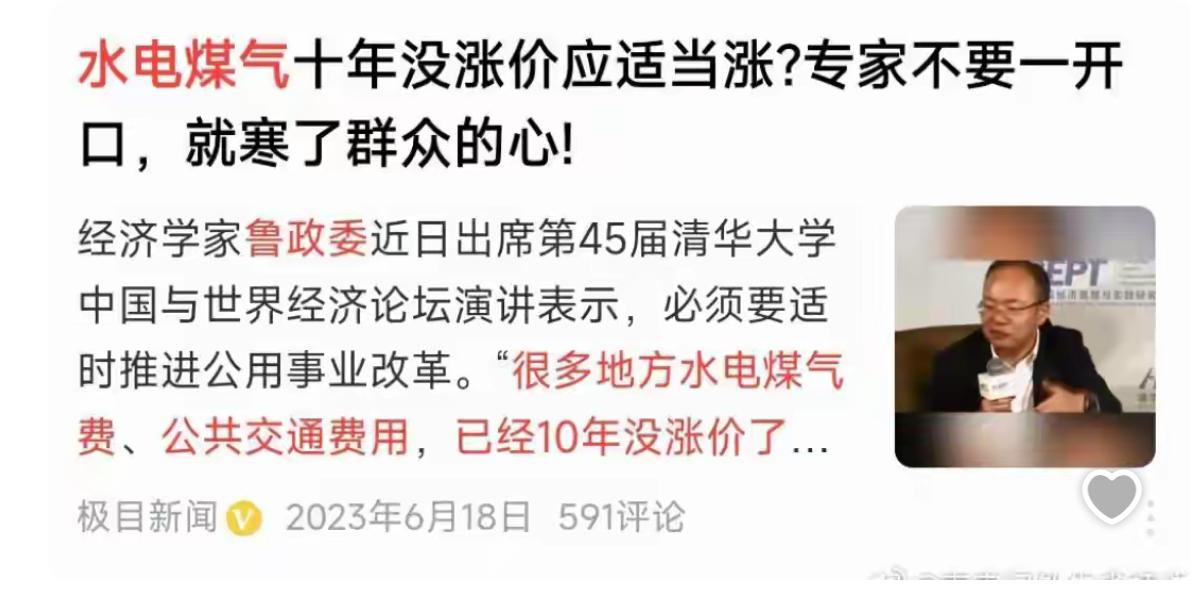 水电煤气十年没涨价应适当涨?专家不要一开
口，就寒了群众的心!
经济学家鲁政委近日出席第45届清华大学
中国与世界经济论坛演讲表示，必须要适
时推进公用事业改革。“很多地方水电煤气
费、公共交通费用，已经10年没涨价了...
极目新闻 2023年6月18日 591评论